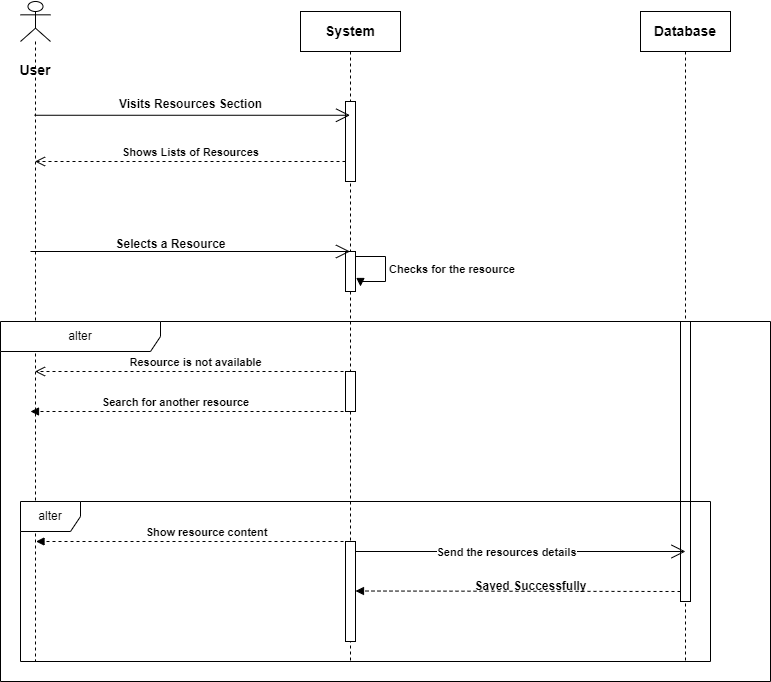 System
Database
User
Visits Resources Section
Shows Lists of Resources
Selects a Resource
Checks for the resource
alter
Resource is not available
Search for another resource
alter
Show resource content
Send the resources details
Saved Successfully